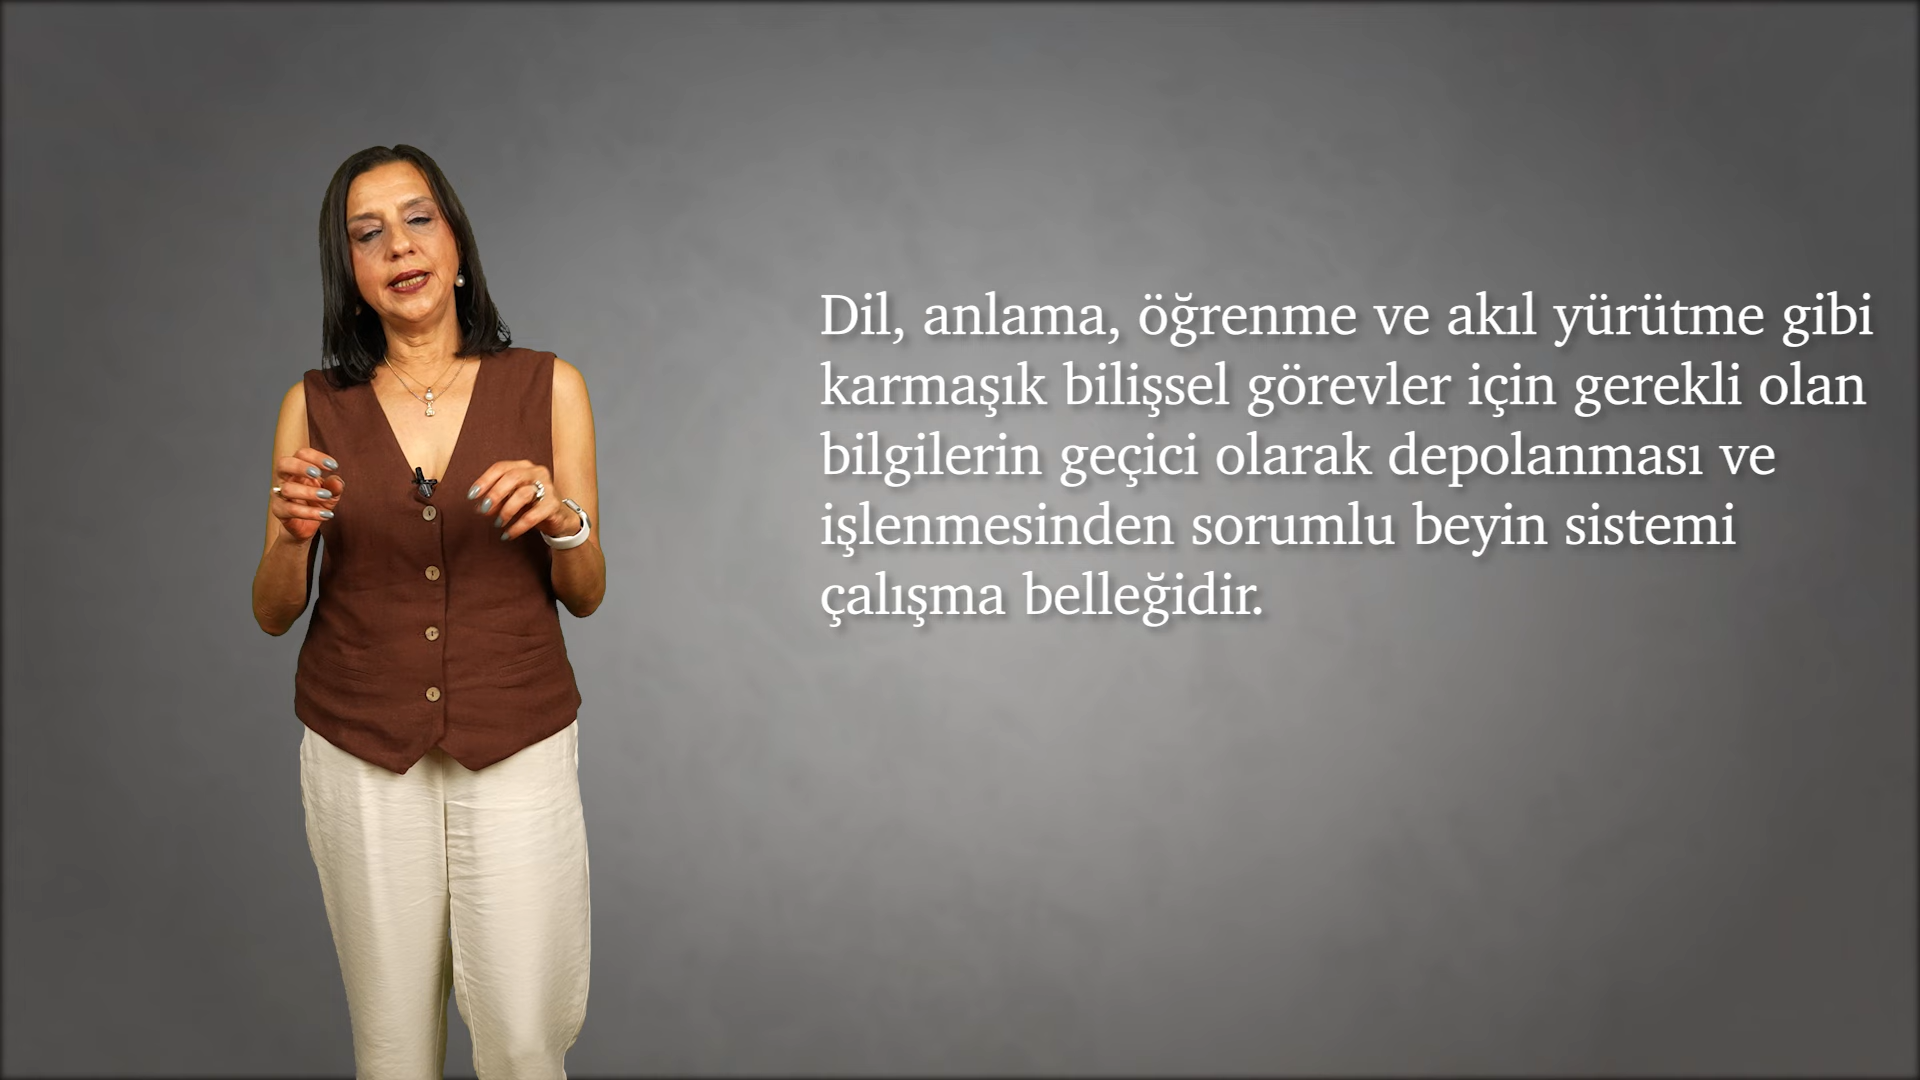 Dil, anlama, öğrenme ve akıl yürütme gibi
karmaşık bilişsel görevler için gerekli olan
bilgilerin geçici olarak depolanması ve
işlenmesinden sorumlu beyin sistemi
çalışma belleğidir.